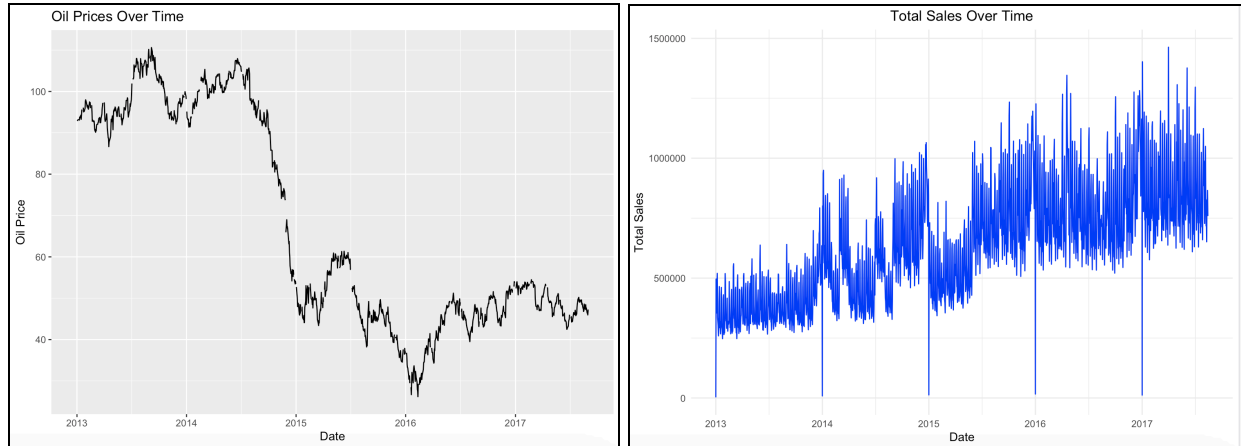 Oil Prices Over Time
100
80
60
40
Oil Price
2013 2014 2015 2016 2017
Date
Total Sales Over Time
1500000
1000000
500000
0
Total Sales
2013 2014 2015 2016 2017
Date